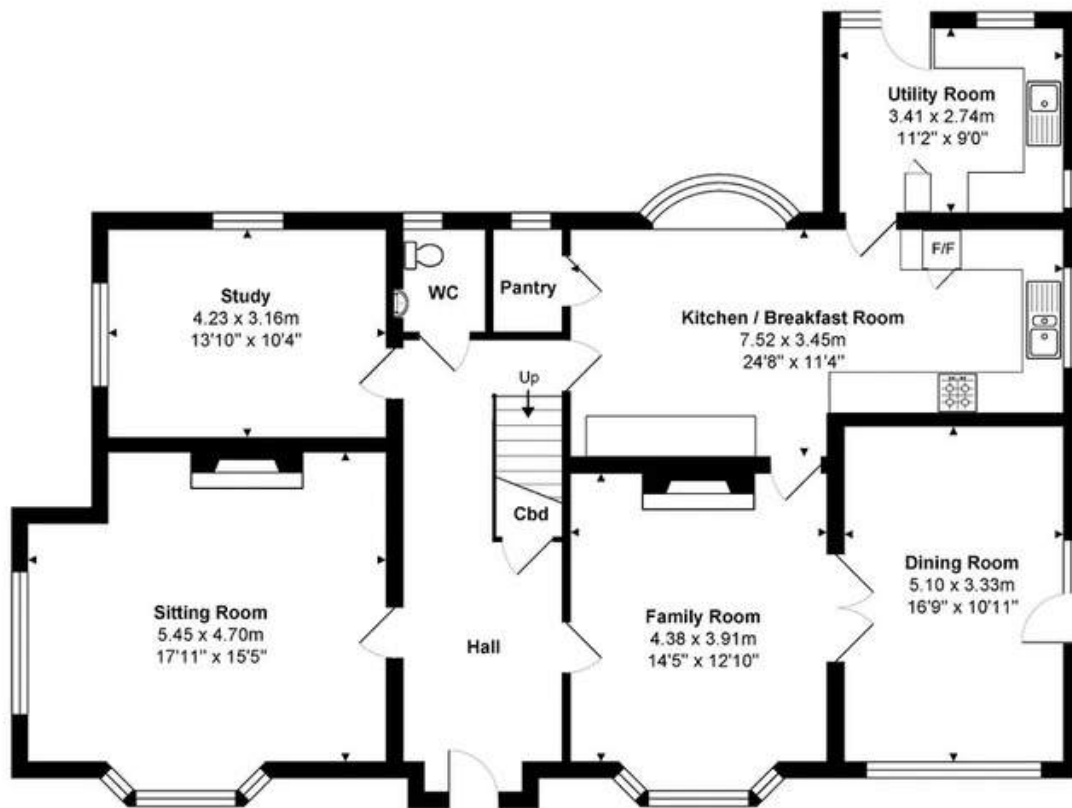 Utility Room
3.41 x 2.74m
11'2" x 9'0"
Study
4.23 x 3.16m
13'10" x 10'4"
WC
Pantry
Kitchen / Breakfast Room
7.52 x 3.45m
24'8" x 11'4"
F/F
Up
Cbd
Sitting Room
5.45 x 4.70m
17'11" x 15'5"
Hall
Family Room
4.38 x 3.91m
14'5" x 12'10"
Dining Room
5.10 x 3.33m
16'9" x 10'11"